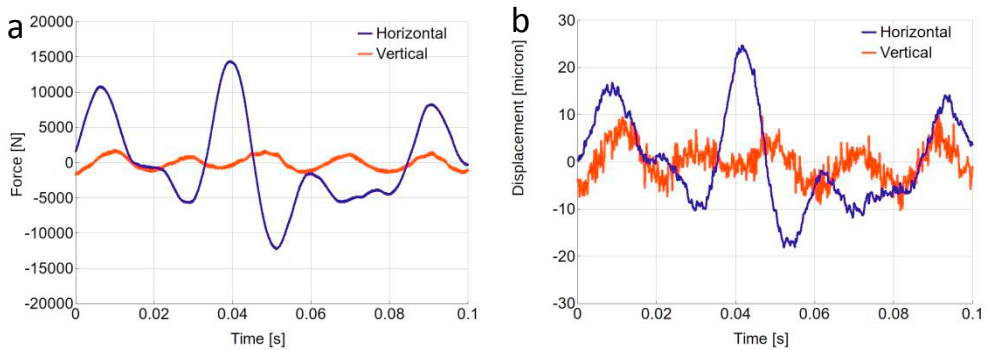 a
Force [N]
20000
15000
10000
5000
0
-5000
-10000
-15000
-20000
Horizontal
Vertical
0
0.02
0.04
0.06
0.08
0.1
Time [s]
b
Displacement [micron]
30
20
10
0
-10
-20
-30
Horizontal
Vertical
0
0.02
0.04
0.06
0.08
0.1
Time [s]